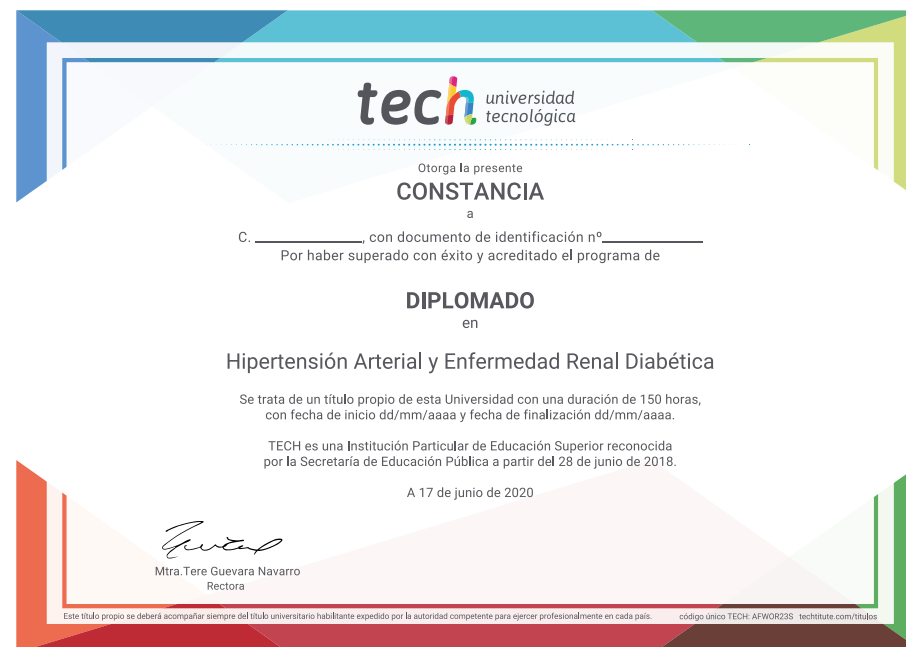 tech universidad
tecnológica
Otorga la presente
CONSTANCIA
a
C. ____________, con documento de identificación nº____________
Por haber superado con éxito y acreditado el programa de
DIPLOMADO
en
Hipertensión Arterial y Enfermedad Renal Diabética
Se trata de un título propio de esta Universidad con una duración de 150 horas,
con fecha de inicio dd/mm/aaaa y fecha de finalización dd/mm/aaaa.
TECH es una Institución Particular de Educación Superior reconocida
por la Secretaría de Educación Pública a partir del 28 de junio de 2018.
A 17 de junio de 2020
Mtra.Tere Guevara Navarro
Rectora
Este título propio se deberá acompañar siempre del título universitario habilitante expedido por la autoridad competente para ejercer profesionalmente en cada país. código único TECH: AFWOR23S techtitute.com/titulos